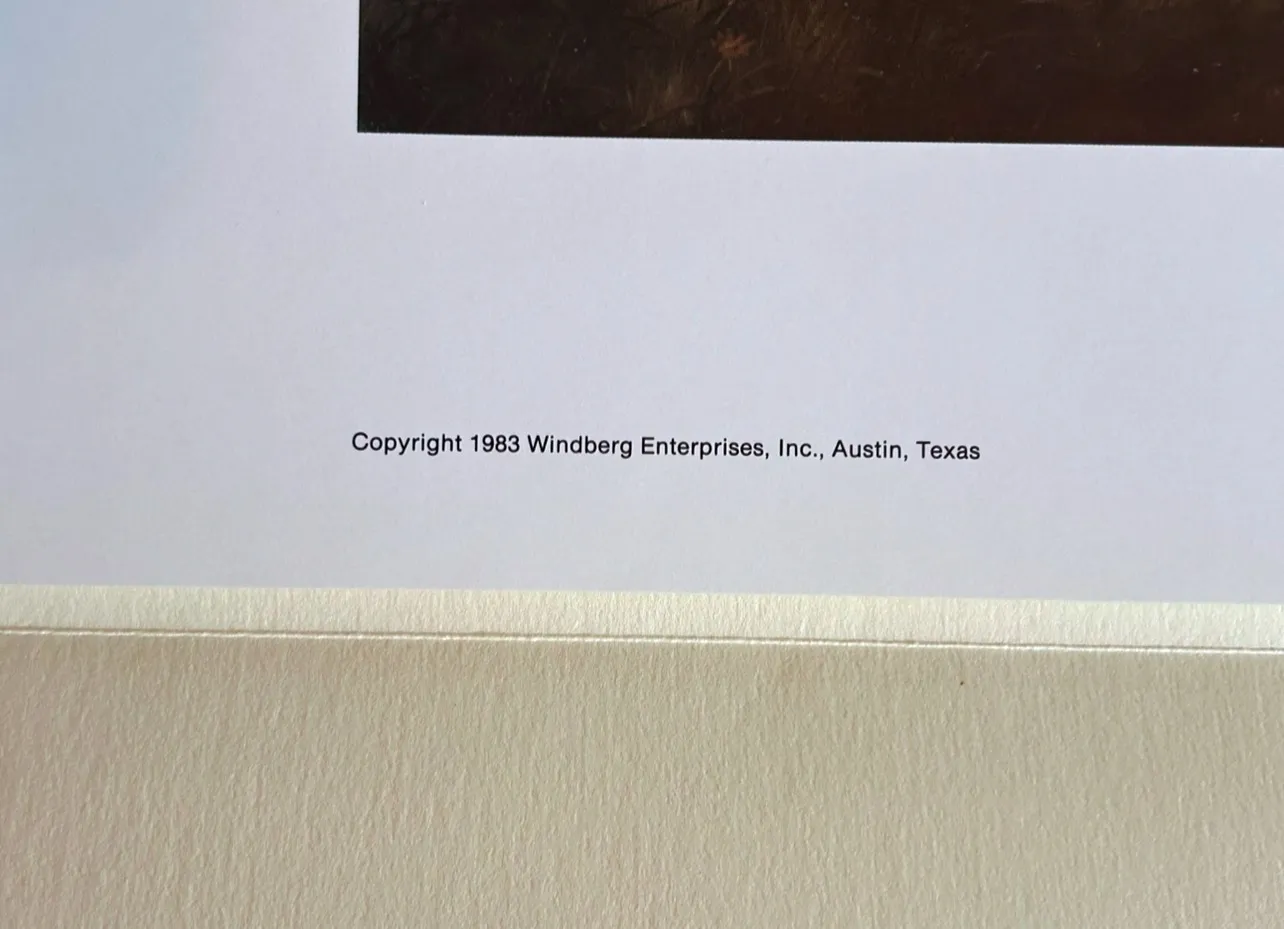 Copyright 1983 Windberg Enterprises, Inc., Austin, Texas